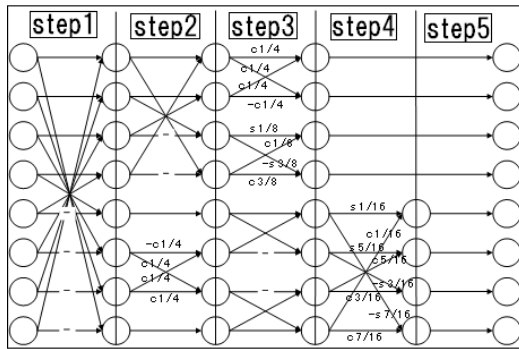 step1 step2 step3 step4 step5
c1/4
c1/4
c1/4
-c1/4
s1/8
c1/8
-s3/8
c3/8
s1/16
c1/16
-c1/4
s5/16
c1/4
c5/16
c1/4
-s3/16
c1/4
c3/16
-s7/16
c7/16